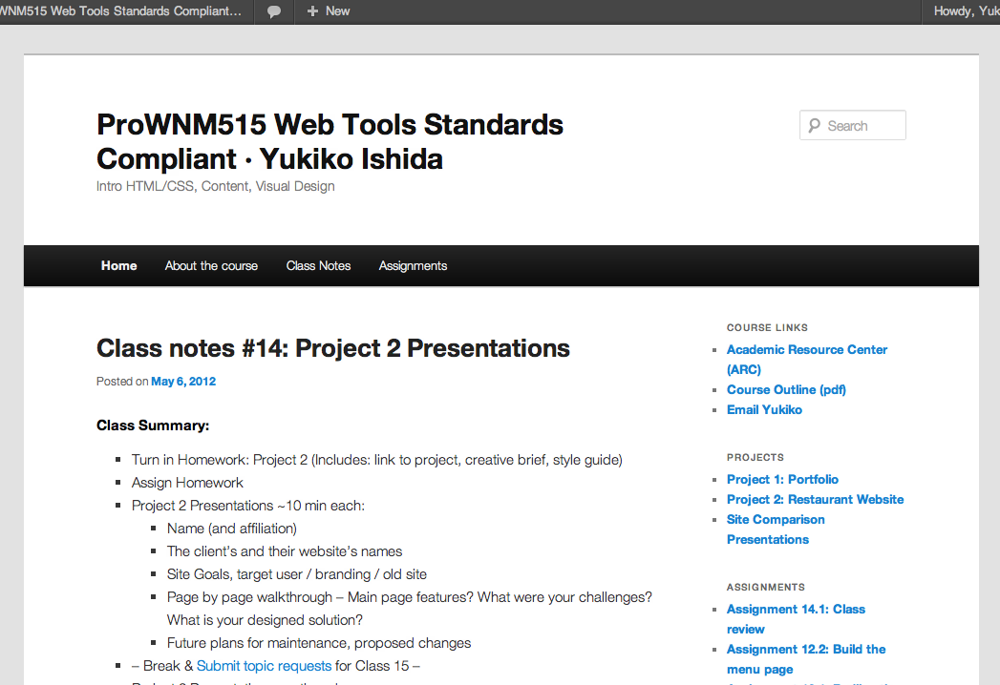 WNM515 Web Tools Standards Compliant… New Howdy, Yuk
ProWNM515 Web Tools Standards
Compliant · Yukiko Ishida
Search
Intro HTML/CSS, Content, Visual Design
Home About the course Class Notes Assignments
Class notes #14: Project 2 Presentations
Posted on May 6, 2012
Class Summary:
Turn in Homework: Project 2 (Includes: link to project, creative brief, style guide)
Assign Homework
Project 2 Presentations ~10 min each:
Name (and affiliation)
The client’s and their website’s names
Site Goals, target user / branding / old site
Page by page walkthrough – Main page features? What were your challenges?
What is your designed solution?
Future plans for maintenance, proposed changes
– Break & Submit topic requests for Class 15 –
COURSE LINKS
Academic Resource Center
(ARC)
Course Outline (pdf)
Email Yukiko
PROJECTS
Project 1: Portfolio
Project 2: Restaurant Website
Site Comparison
Presentations
ASSIGNMENTS
Assignment 14.1: Class
review
Assignment 12.2: Build the
menu page